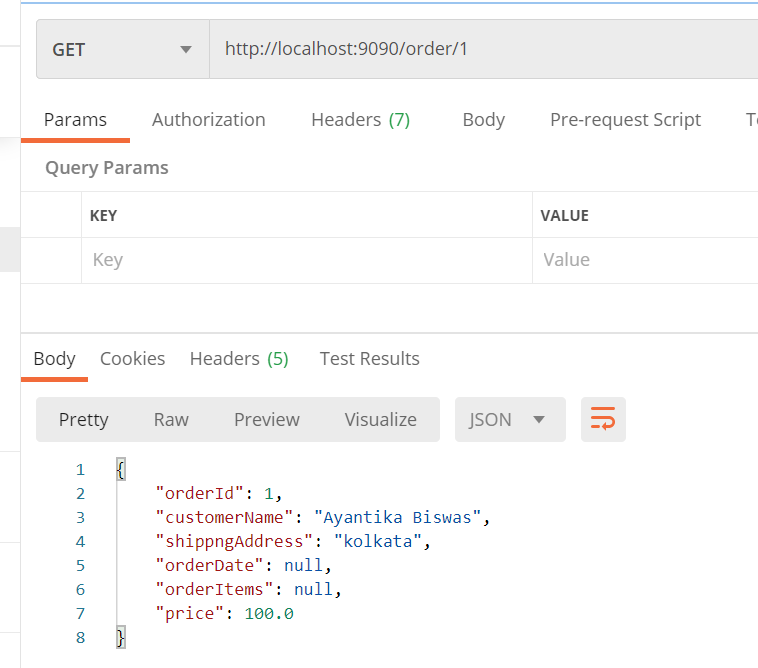 GET http://localhost:9090/order/1
Params Authorization Headers (7) Body Pre-request Script
Query Params
KEY VALUE
Key Value
Body Cookies Headers (5) Test Results
Pretty Raw Preview Visualize JSON
1 {
2 "orderId": 1,
3 "customerName": "Ayantika Biswas",
4 "shippngAddress": "kolkata",
5 "orderDate": null,
6 "orderItems": null,
7 "price": 100.0
8 }